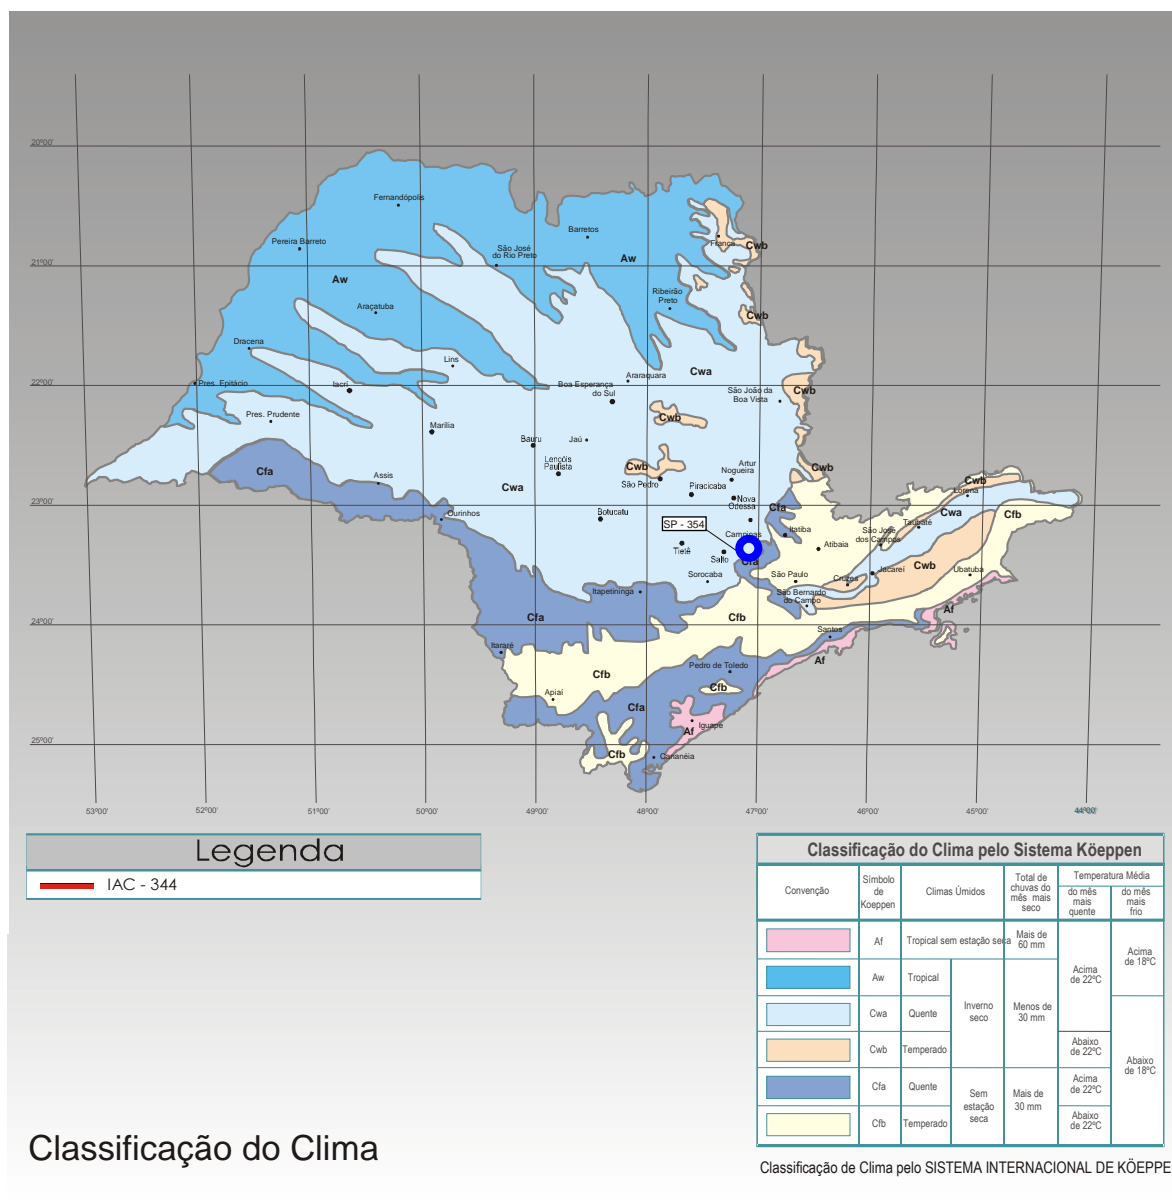 20°00'
Fernandópolis
Barretos
Pereira Barreto
São José
do Rio Preto
Franca
Cwb
21°00'
Aw
Aw
Ribeirão
Preto
Araçatuba
Cwb
Dracena
Lins
Cwa
Araraquara
22°00'
Pres. Epitácio
Iacri
Boa Esperança
do Sul
São João da
Boa Vista
Cwb
Pres. Prudente
Marília
Cwb
Bauru
Jaú
Lençóis
Paulista
Cwb
São Pedro
Artur
Nogueira
Cwb
Cfa
Assis
Cwa
Piracicaba
Nova
Odessa
Cwb
Lorena
23°00'
Ourinhos
Botucatu
SP - 354
Campinas
Cfa
Itatiba
Cwa
Cfb
Taubaté
São José
dos Campos
Tietê
Salto
Cfa
Atibaia
Cwb
Ubatuba
Sorocaba
São Paulo
Cruzes
Jacareí
Itapetininga
São Bernardo
do Campo
Cfa
Cfb
Af
24°00'
Santos
Itararé
Af
Pedro de Toledo
Cfb
Cfb
Apiaí
Cfa
Iguape
Af
25°00'
Cfb
Cananéia
53°00'
52°00'
51°00'
50°00'
49°00'
48°00'
47°00'
46°00'
45°00'
44°00'
Legenda
IAC - 344
Classificação do Clima pelo Sistema Köeppen
Convenção
Símbolo
de
Koeppen
Climas Úmidos
Total de
chuvas do
mês mais
seco
Temperatura Média
do mês
mais
quente
do mês
mais
frio
Af
Tropical sem estação seca
Mais de
60 mm
Acima
de 22ºC
Acima
de 18ºC
Aw
Tropical
Inverno
seco
Menos de
30 mm
Cwa
Quente
Cwb
Temperado
Abaixo
de 22ºC
Abaixo
de 18ºC
Cfa
Quente
Sem
estação
seca
Mais de
30 mm
Acima
de 22ºC
Cfb
Temperado
Abaixo
de 22ºC
Classificação do Clima
Classificação de Clima pelo SISTEMA INTERNACIONAL DE KÖEPPE